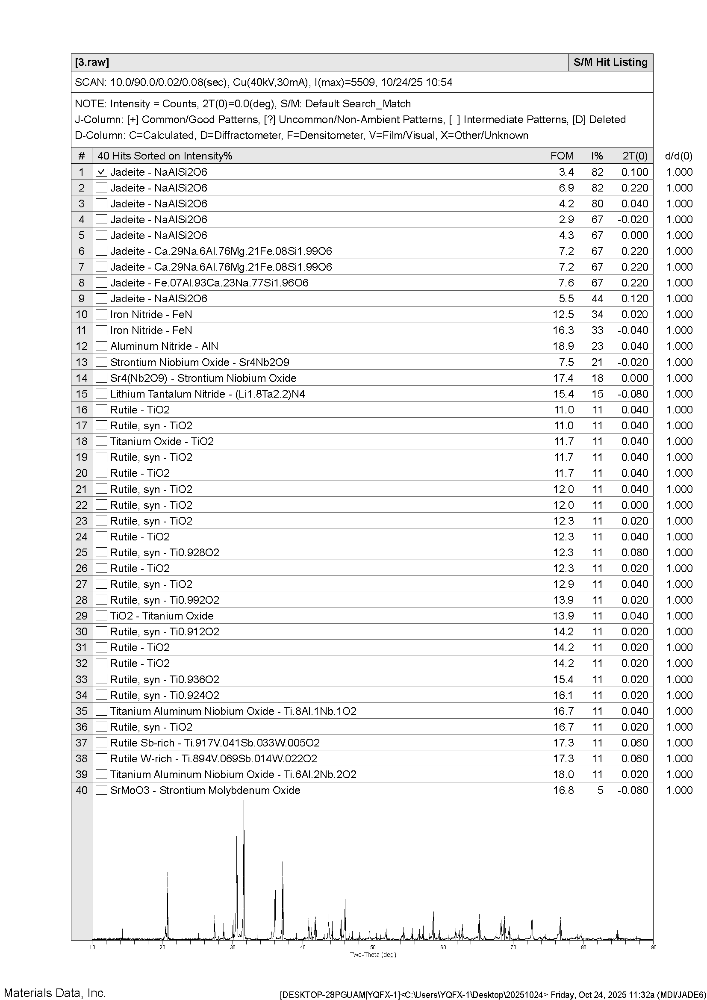 [3.raw] S/M Hit Listing
SCAN: 10.0/90.0/0.02/0.08(sec), Cu(40kV,30mA), I(max)=5509, 10/24/25 10:54
NOTE: Intensity = Counts, 2T(0)=0.0(deg), S/M: Default Search_Match
J-Column: [+] Common/Good Patterns, [?] Uncommon/Non-Ambient Patterns, [ ] Intermediate Patterns, [D] Deleted
D-Column: C=Calculated, D=Diffractometer, F=Densitometer, V=Film/Visual, X=Other/Unknown
# 40 Hits Sorted on Intensity% FOM I% 2T(0) d/d(0)
1 Jadeite - NaAlSi2O6 3.4 82 0.100 1.000
2 Jadeite - NaAlSi2O6 6.9 82 0.220 1.000
3 Jadeite - NaAlSi2O6 4.2 80 0.040 1.000
4 Jadeite - NaAlSi2O6 2.9 67 -0.020 1.000
5 Jadeite - NaAlSi2O6 4.3 67 0.000 1.000
6 Jadeite - Ca.29Na.6Al.76Mg.21Fe.08Si1.99O6 7.2 67 0.220 1.000
7 Jadeite - Ca.29Na.6Al.76Mg.21Fe.08Si1.99O6 7.2 67 0.220 1.000
8 Jadeite - Fe.07Al.93Ca.23Na.77Si1.96O6 7.6 67 0.220 1.000
9 Jadeite - NaAlSi2O6 5.5 44 0.120 1.000
10 Iron Nitride - FeN 12.5 34 0.020 1.000
11 Iron Nitride - FeN 16.3 33 -0.040 1.000
12 Aluminum Nitride - AlN 18.9 23 0.040 1.000
13 Strontium Niobium Oxide - Sr4Nb2O9 7.5 21 -0.020 1.000
14 Sr4(Nb2O9) - Strontium Niobium Oxide 17.4 18 0.000 1.000
15 Lithium Tantalum Nitride - (Li1.8Ta2.2)N4 15.4 15 -0.080 1.000
16 Rutile - TiO2 11.0 11 0.040 1.000
17 Rutile, syn - TiO2 11.0 11 0.040 1.000
18 Titanium Oxide - TiO2 11.7 11 0.040 1.000
19 Rutile, syn - TiO2 11.7 11 0.040 1.000
20 Rutile - TiO2 11.7 11 0.040 1.000
21 Rutile, syn - TiO2 12.0 11 0.040 1.000
22 Rutile, syn - TiO2 12.0 11 0.000 1.000
23 Rutile, syn - TiO2 12.3 11 0.020 1.000
24 Rutile - TiO2 12.3 11 0.040 1.000
25 Rutile, syn - Ti0.928O2 12.3 11 0.080 1.000
26 Rutile - TiO2 12.3 11 0.020 1.000
27 Rutile, syn - TiO2 12.9 11 0.040 1.000
28 Rutile, syn - Ti0.992O2 13.9 11 0.020 1.000
29 TiO2 - Titanium Oxide 13.9 11 0.040 1.000
30 Rutile, syn - Ti0.912O2 14.2 11 0.020 1.000
31 Rutile - TiO2 14.2 11 0.020 1.000
32 Rutile - TiO2 14.2 11 0.020 1.000
33 Rutile, syn - Ti0.936O2 15.4 11 0.020 1.000
34 Rutile, syn - Ti0.924O2 16.1 11 0.020 1.000
35 Titanium Aluminum Niobium Oxide - Ti.8Al.1Nb.1O2 16.7 11 0.040 1.000
36 Rutile, syn - TiO2 16.7 11 0.020 1.000
37 Rutile Sb-rich - Ti.917V.041Sb.033W.005O2 17.3 11 0.060 1.000
38 Rutile W-rich - Ti.894V.069Sb.014W.022O2 17.3 11 0.060 1.000
39 Titanium Aluminum Niobium Oxide - Ti.6Al.2Nb.2O2 18.0 11 0.020 1.000
40 SrMoO3 - Strontium Molybdenum Oxide 16.8 5 -0.080 1.000
10 20 30 40 50 60 70 80 90
Two-Theta (deg)
Materials Data, Inc. [DESKTOP-28PGUAM|YQFX-1]<C:\Users\YQFX-1\Desktop\20251024> Friday, Oct 24, 2025 11:32a (MDI/JADE6)